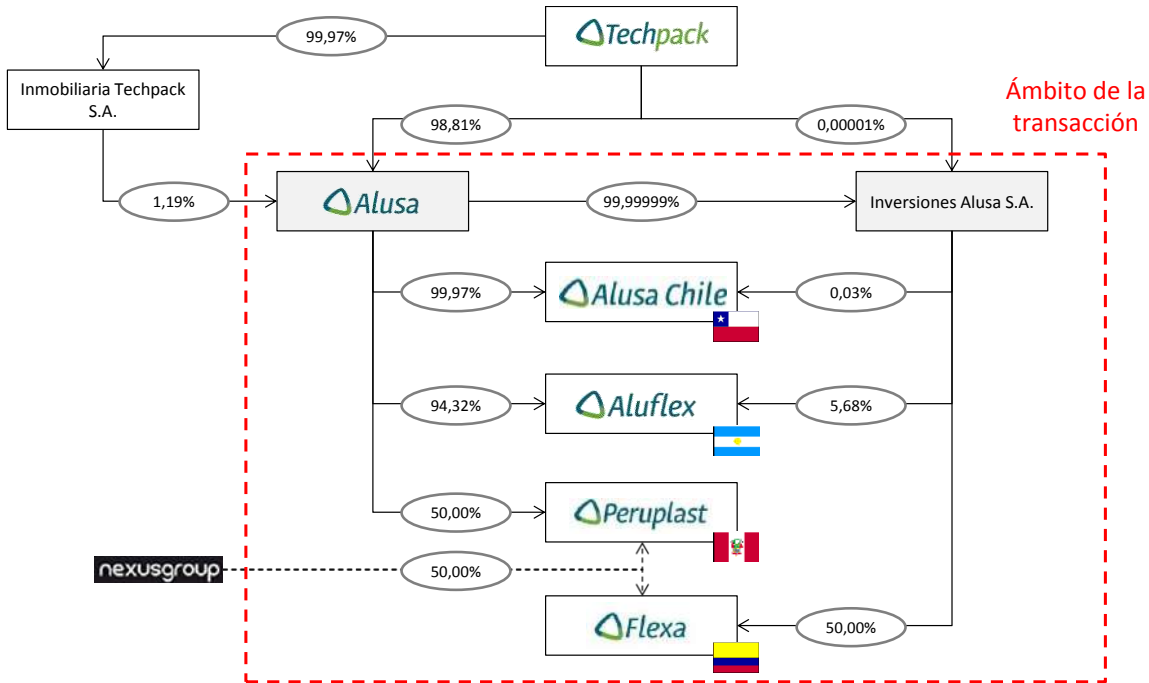 99,97%
Techpack
Inmobiliaria Techpack
S.A.
Ámbito de la
transacción
98,81%
0,00001%
1,19%
Alusa
99,99999%
Inversiones Alusa S.A.
99,97%
Alusa Chile
0,03%
94,32%
Aluflex
5,68%
50,00%
Peruplast
nexusgroup
50,00%
Flexa
50,00%